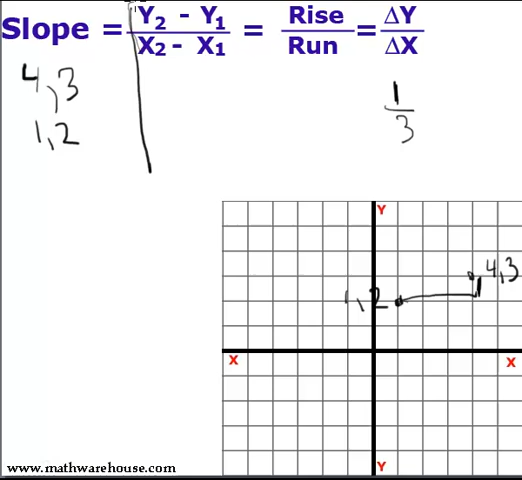 Slope = Y2 - Y1 / X2 - X1 = Rise / Run = ΔY / ΔX
4,3
1,2
1/3
Y
4,3
1,2
X X
Y
www.mathwarehouse.com